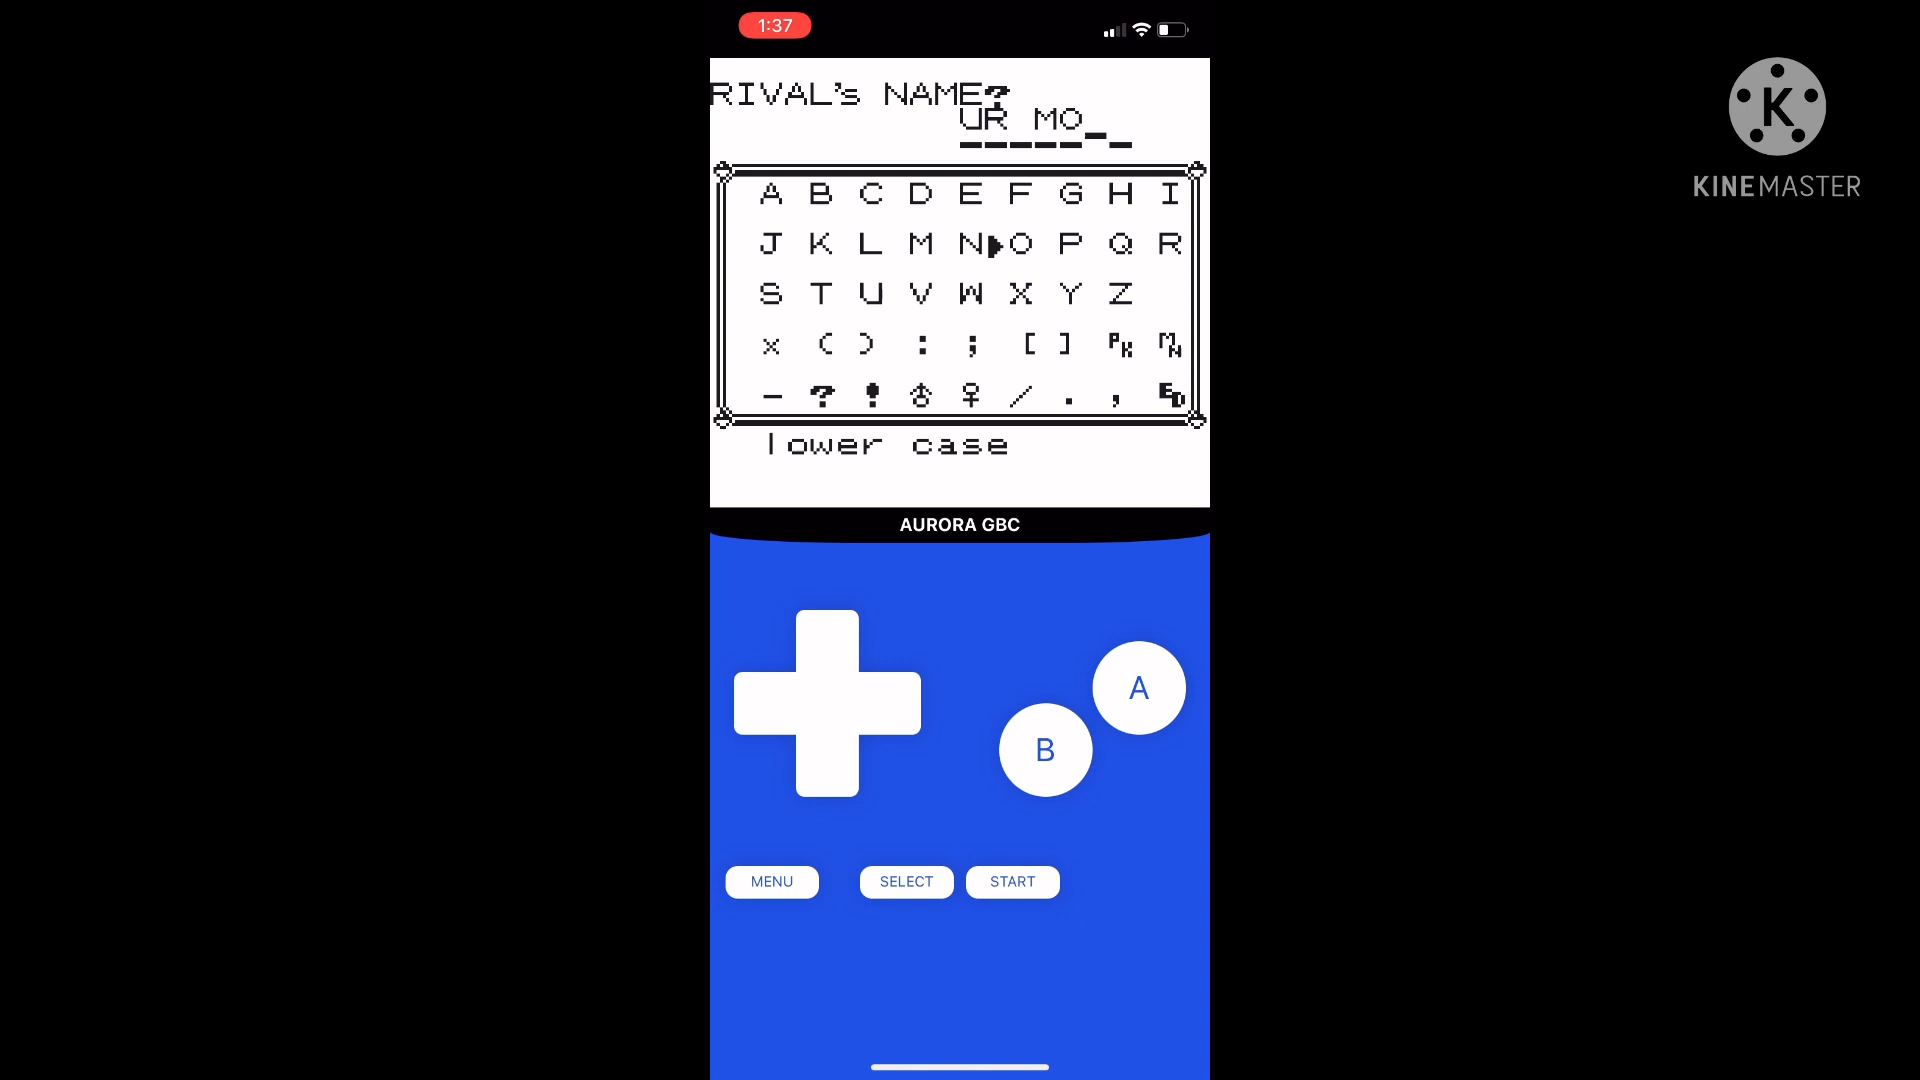 1:37
RIVAL's NAME?
UR MO
A B C D E F G H I
J K L M N O P Q R
S T U V W X Y Z
× ( ) : ; [ ] PK MN
- ? ! ♂ ♀ / . , ED
lower case
AURORA GBC
A
B
MENU SELECT START
K
KINEMASTER